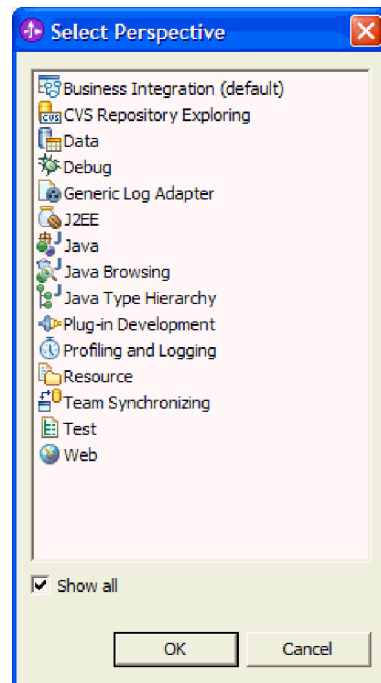 Select Perspective
Business Integration (default)
CVS Repository Exploring
Data
Debug
Generic Log Adapter
J2EE
Java
Java Browsing
Java Type Hierarchy
Plug-in Development
Profiling and Logging
Resource
Team Synchronizing
Test
Web
Show all
OK Cancel